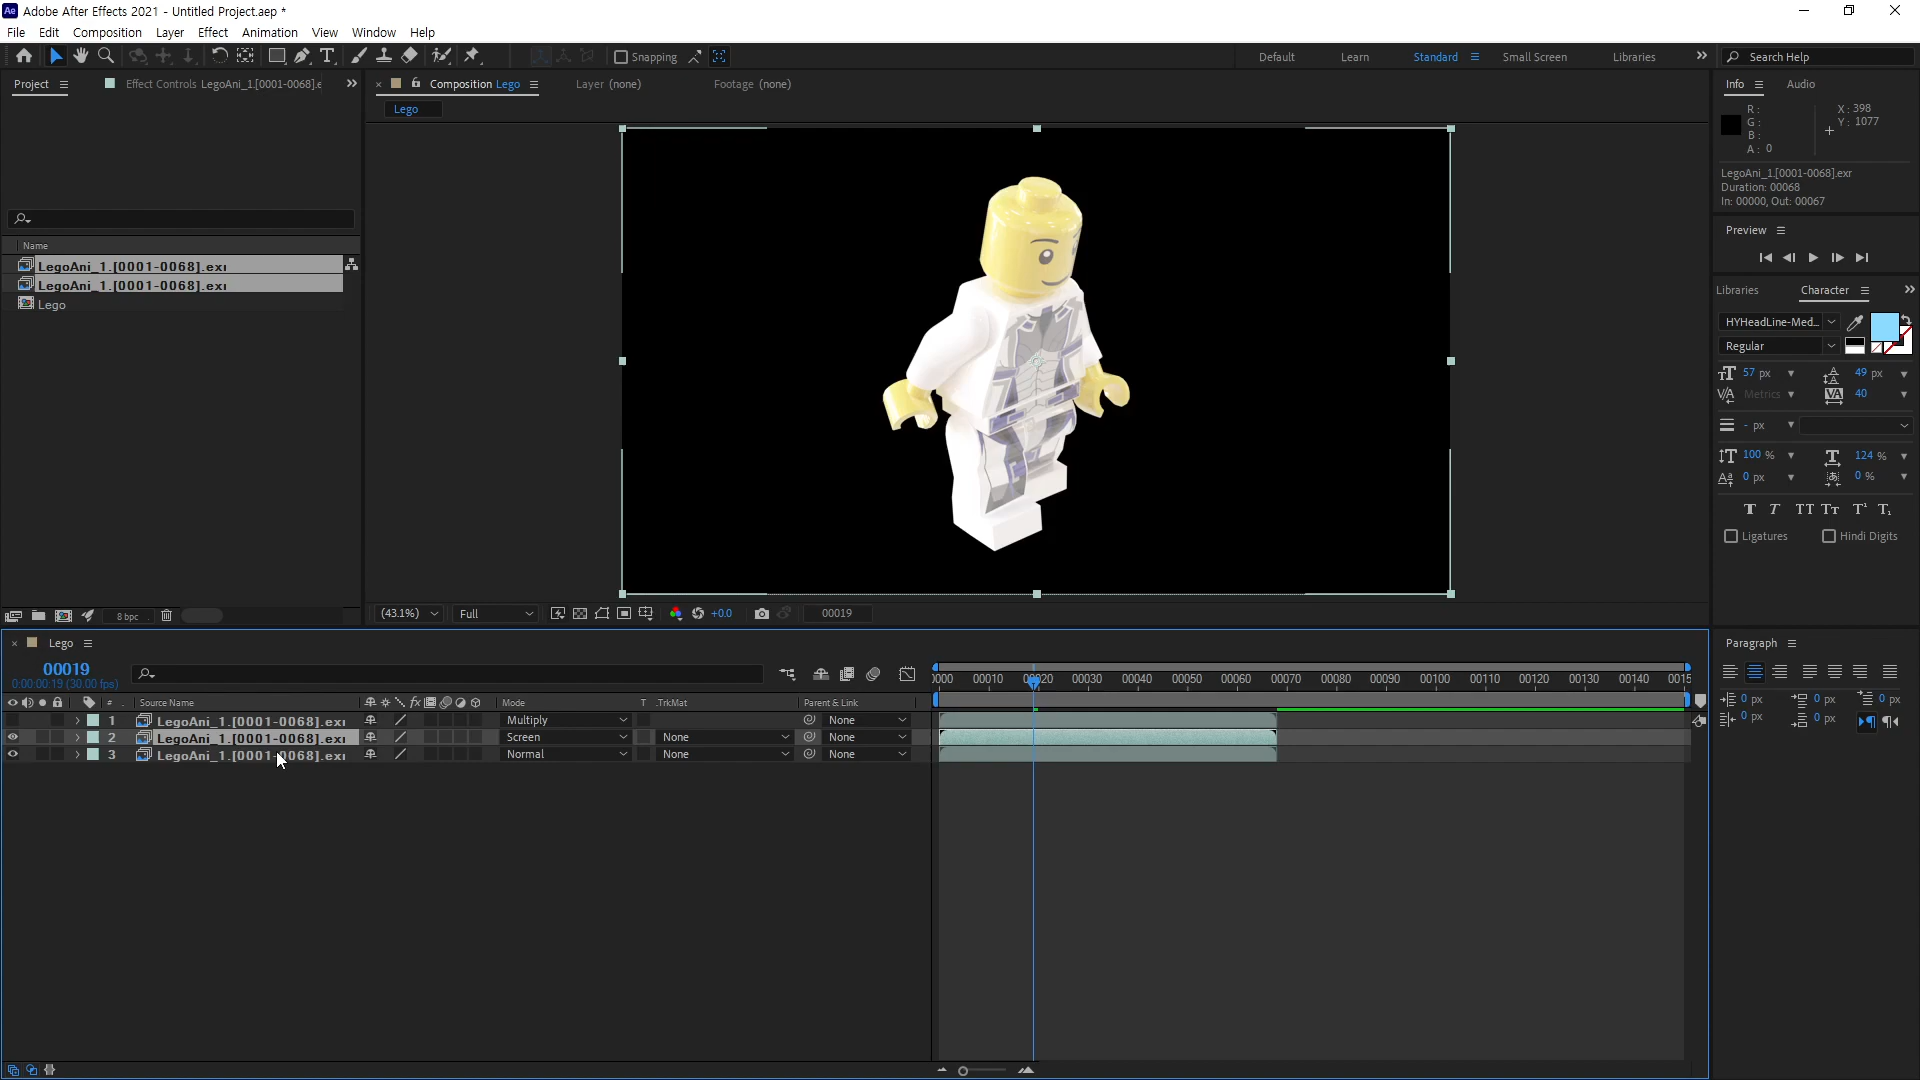 Ae Adobe After Effects 2021 - Untitled Project.aep *
File Edit Composition Layer Effect Animation View Window Help
Snapping
Default Learn Standard Small Screen Libraries Search Help
Project Effect Controls LegoAni_1.[0001-0068].e
Composition Lego Layer (none) Footage (none)
Lego
Name
LegoAni_1.[0001-0068].exr
LegoAni_1.[0001-0068].exr
Lego
8 bpc
(43.1%) Full +0.0 00019
Info Audio
R: X: 398
G: Y: 1077
B:
A: 0
LegoAni_1.[0001-0068].exr
Duration: 00068
In: 00000, Out: 00067
Preview
Libraries Character
HYHeadLine-Med...
Regular
57 px 49 px
Metrics 40
- px
100 % 124 %
0 px 0 %
Ligatures Hindi Digits
Lego
00019
0:00:00:19 (30.00 fps)
# Source Name Mode T .TrkMat Parent & Link
1 LegoAni_1.[0001-0068].exr Multiply None
2 LegoAni_1.[0001-0068].exr Screen None None
3 LegoAni_1.[0001-0068].exr Normal None None
0000 00010 00020 00030 00040 00050 00060 00070 00080 00090 00100 00110 00120 00130 00140 0015
Paragraph
0 px 0 px 0 px
0 px 0 px